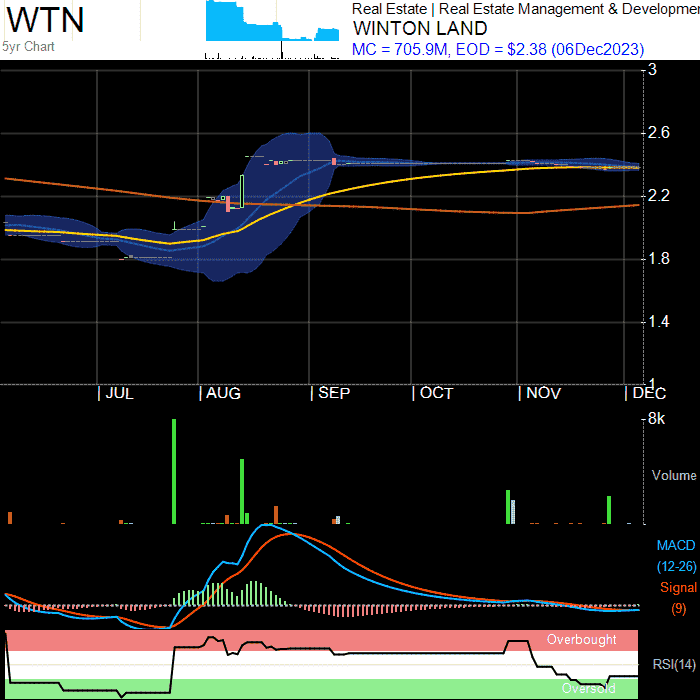 WTN
5yr Chart
Real Estate | Real Estate Management & Developmer
WINTON LAND
MC = 705.9M, EOD = $2.38 (06Dec2023)
3
2.6
2.2
1.8
1.4
1
JUL AUG SEP OCT NOV DEC
8k
Volume
MACD
(12-26)
Signal
(9)
Overbought
RSI(14)
Oversold